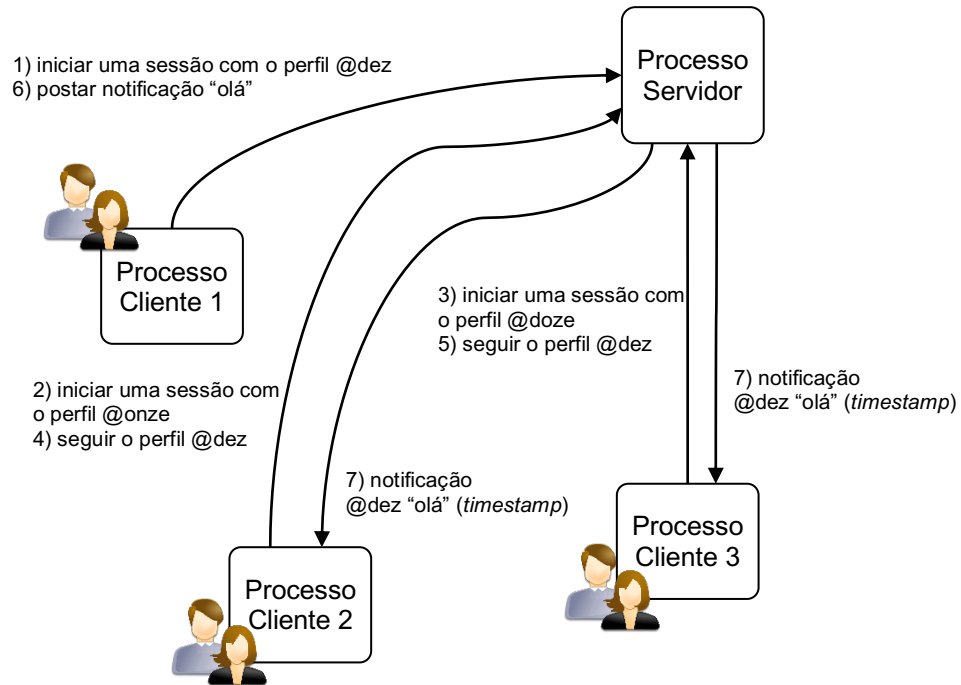 1) iniciar uma sessão com o perfil @dez
6) postar notificação “olá”
Processo
Servidor
Processo
Cliente 1
3) iniciar uma sessão com
o perfil @doze
5) seguir o perfil @dez
2) iniciar uma sessão com
o perfil @onze
4) seguir o perfil @dez
7) notificação
@dez “olá” (timestamp)
7) notificação
@dez “olá” (timestamp)
Processo
Cliente 3
Processo
Cliente 2